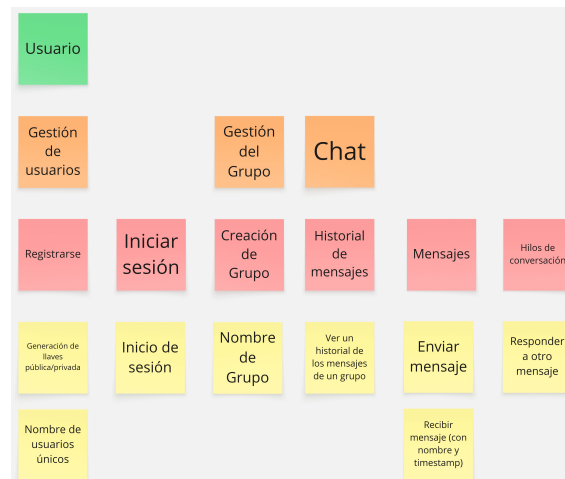 Usuario
Gestión
de
usuarios
Gestión
del
Grupo
Chat
Registrarse
Iniciar
sesión
Creación
de
Grupo
Historial
de
mensajes
Mensajes
Hilos de
conversación
Generación de
llaves
pública/privada
Inicio de
sesión
Nombre
de
Grupo
Ver un
historial de
los mensajes
de un grupo
Enviar
mensaje
Responder
a otro
mensaje
Nombre de
usuarios
únicos
Recibir
mensaje (con
nombre y
timestamp)